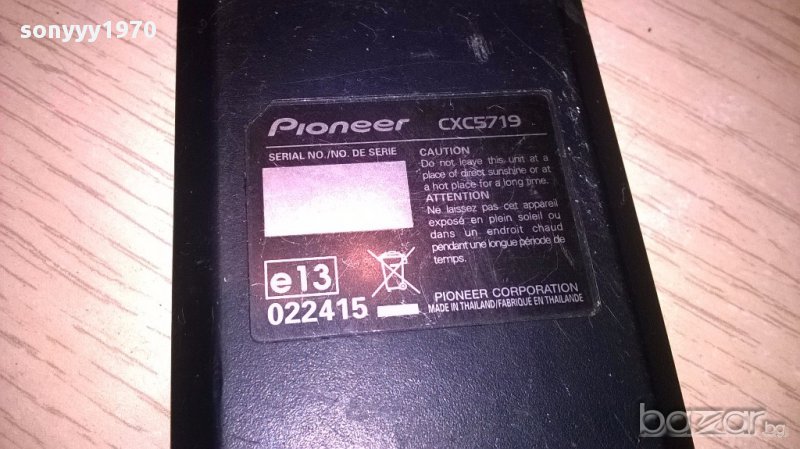 sonyyy1970
Pioneer CXC5719
SERIAL NO./NO. DE SERIE
CAUTION
Do not leave this unit at a
place of direct sunshine or at
a hot place for a long time.
ATTENTION
Ne laissez pas cet appareil
exposé en plein soleil ou
dans un endroit chaud
pendant une longue période de
temps.
e13
022415
PIONEER CORPORATION
MADE IN THAILAND/FABRIQUÉ EN THAILANDE
bazar.bg